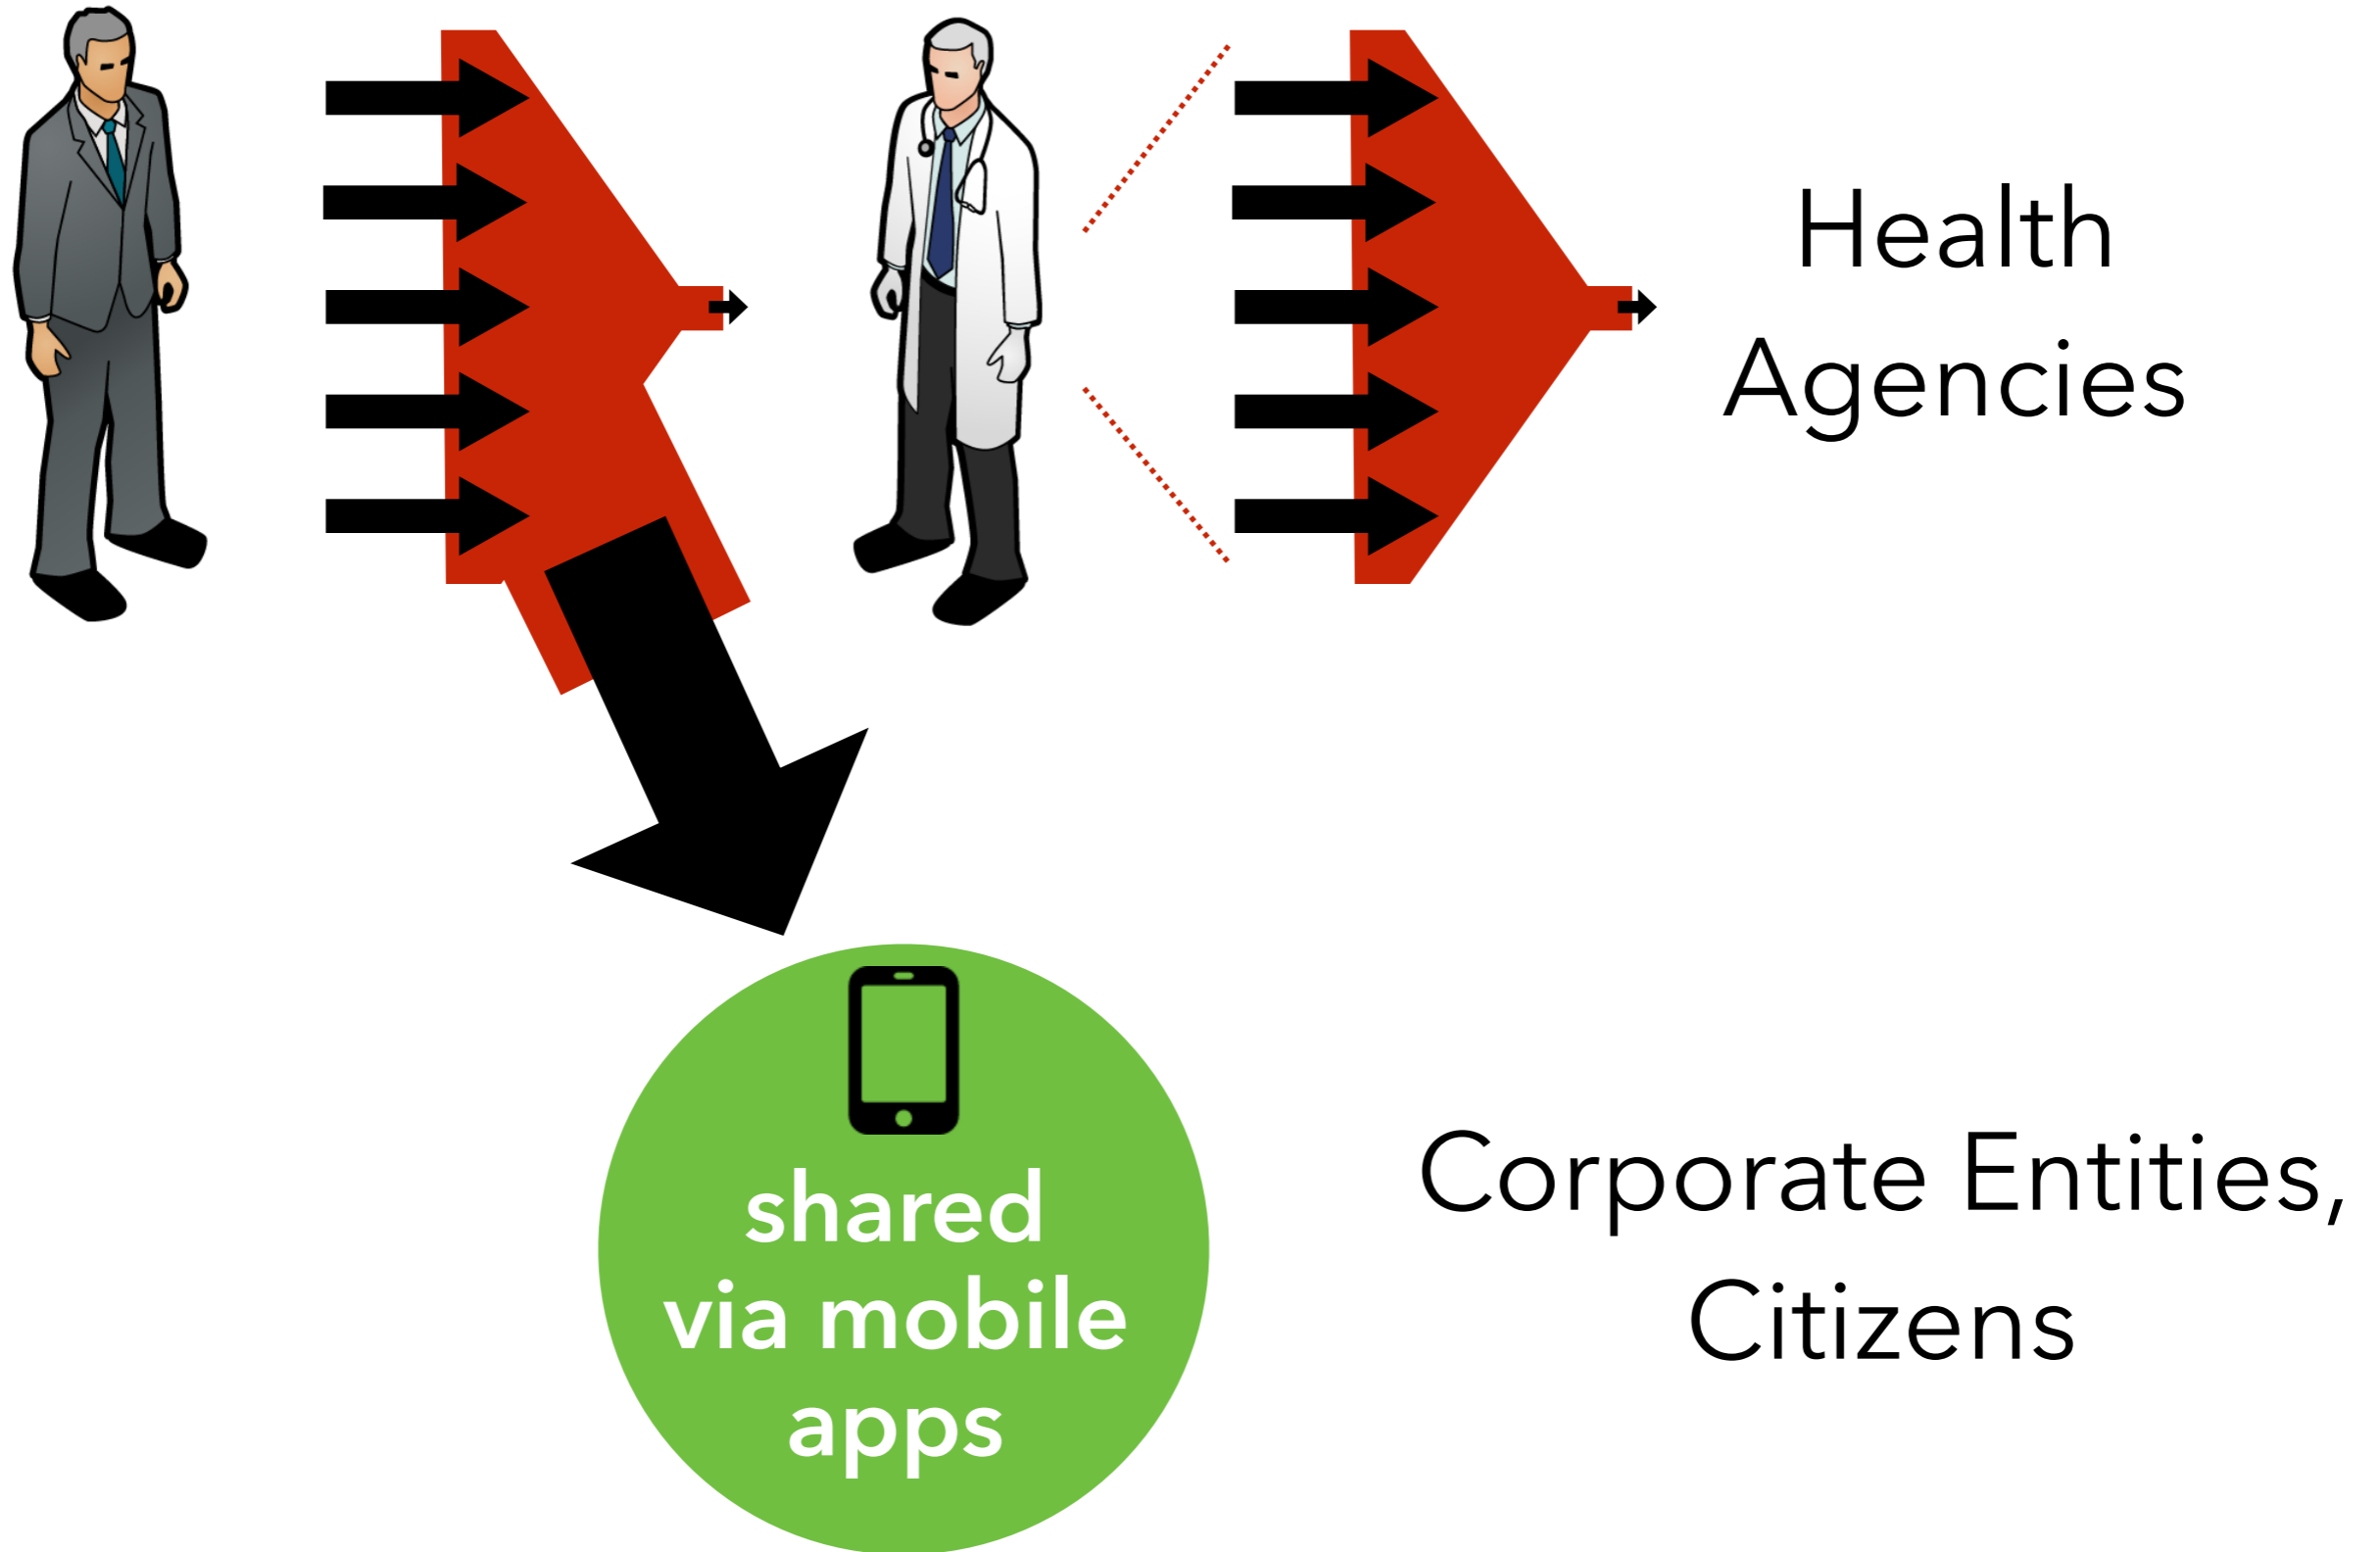 Health
Agencies
shared
via mobile
apps
Corporate Entities,
Citizens